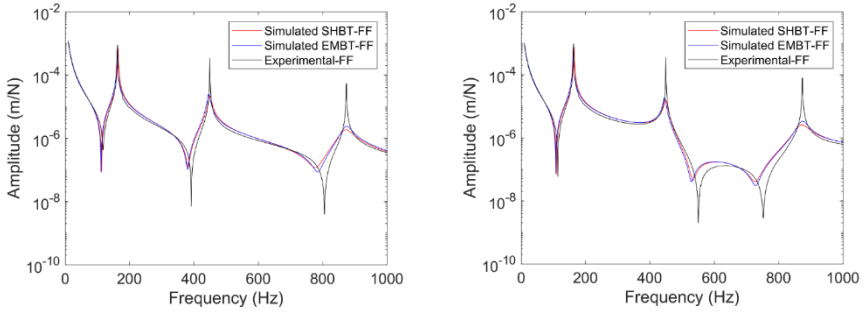 10^-2
10^-4
10^-6
10^-8
10^-10
Amplitude (m/N)
0 200 400 600 800 1000
Frequency (Hz)
Simulated SHBT-FF
Simulated EMBT-FF
Experimental-FF
10^-2
10^-4
10^-6
10^-8
10^-10
Amplitude (m/N)
0 200 400 600 800 1000
Frequency (Hz)
Simulated SHBT-FF
Simulated EMBT-FF
Experimental-FF